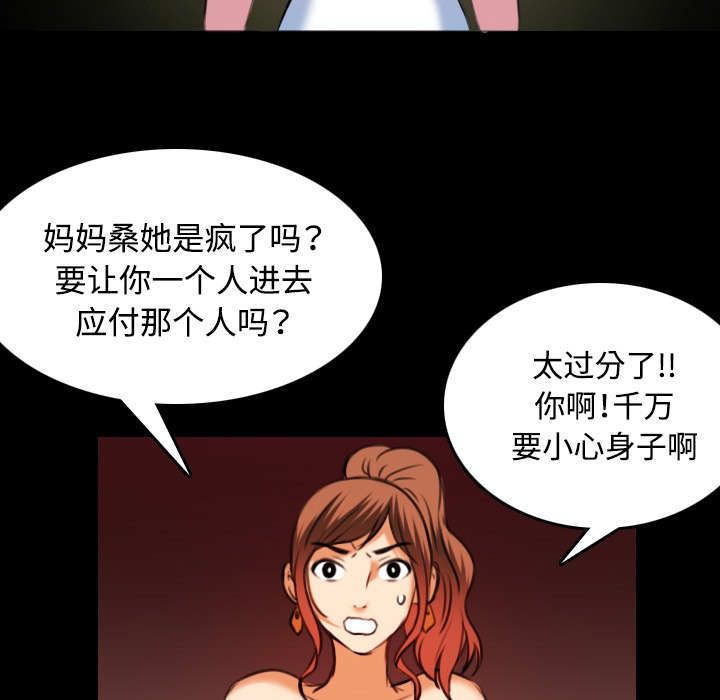 妈妈桑她是疯了吗？
要让你一个人进去
应付那个人吗？
太过分了!!
你啊！千万
要小心身子啊